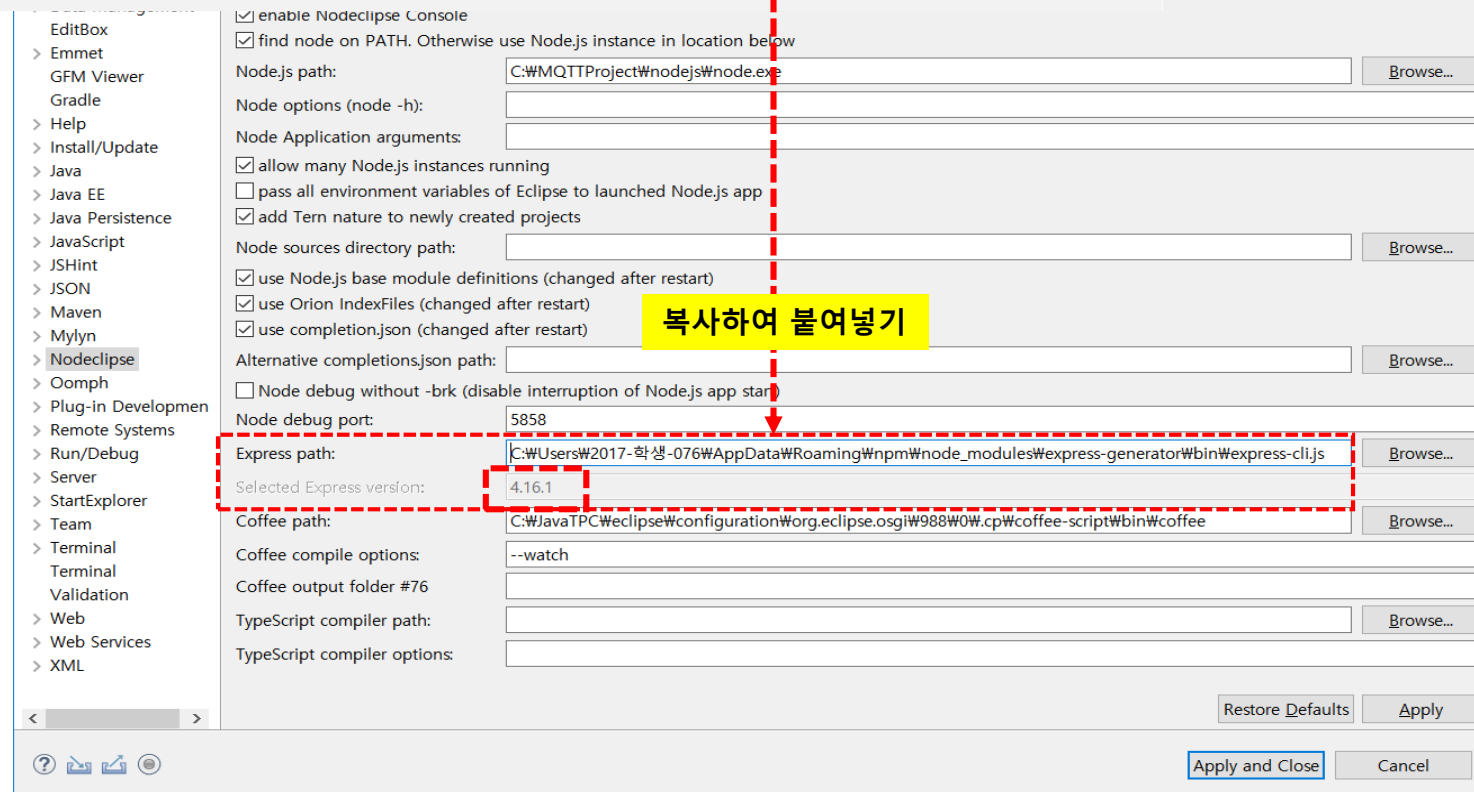 EditBox
Emmet
GFM Viewer
Gradle
Help
Install/Update
Java
Java EE
Java Persistence
JavaScript
JSHint
JSON
Maven
Mylyn
Nodeclipse
Oomph
Plug-in Developmen
Remote Systems
Run/Debug
Server
StartExplorer
Team
Terminal
Terminal
Validation
Web
Web Services
XML
enable Nodeclipse Console
find node on PATH. Otherwise use Node.js instance in location below
Node.js path: C:₩MQTTProject₩nodejs₩node.exe Browse...
Node options (node -h):
Node Application arguments:
allow many Node.js instances running
pass all environment variables of Eclipse to launched Node.js app
add Tern nature to newly created projects
Node sources directory path: Browse...
use Node.js base module definitions (changed after restart)
use Orion IndexFiles (changed after restart)
복사하여 붙여넣기
use completion.json (changed after restart)
Alternative completions.json path: Browse...
Node debug without -brk (disable interruption of Node.js app start)
Node debug port: 5858
Express path: C:₩Users₩2017-학생-076₩AppData₩Roaming₩npm₩node_modules₩express-generator₩bin₩express-cli.js Browse...
Selected Express version: 4.16.1
Coffee path: C:₩JavaTPC₩eclipse₩configuration₩org.eclipse.osgi₩988₩0₩.cp₩coffee-script₩bin₩coffee Browse...
Coffee compile options: --watch
Coffee output folder #76
TypeScript compiler path: Browse...
TypeScript compiler options:
Restore Defaults Apply
Apply and Close Cancel